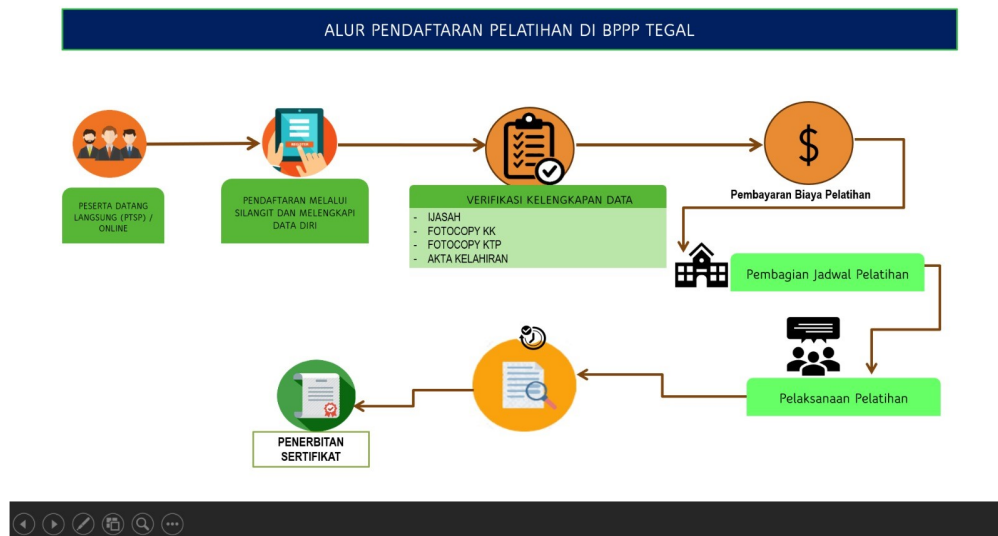 ALUR PENDAFTARAN PELATIHAN DI BPPP TEGAL
PESERTA DATANG
LANGSUNG (PTSP) /
ONLINE
PENDAFTARAN MELALUI
SILANGIT DAN MELENGKAPI
DATA DIRI
VERIFIKASI KELENGKAPAN DATA
- IJASAH
- FOTOCOPY KK
- FOTOCOPY KTP
- AKTA KELAHIRAN
$
Pembayaran Biaya Pelatihan
Pembagian Jadwal Pelatihan
Pelaksanaan Pelatihan
PENERBITAN
SERTIFIKAT